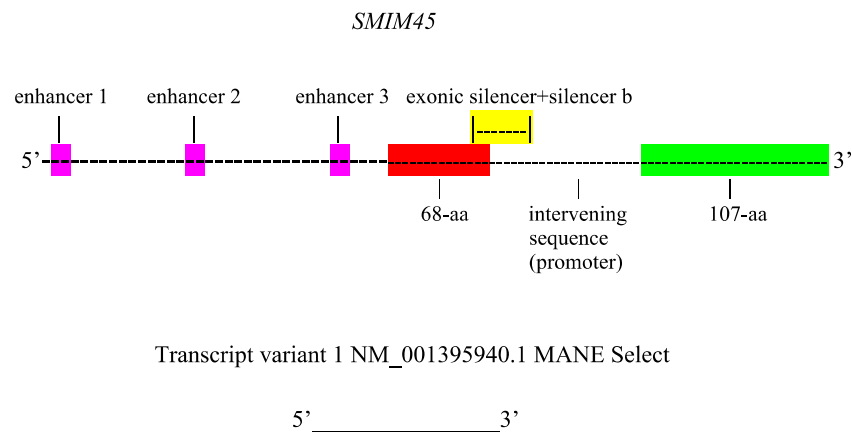 SMIM45
enhancer 1 enhancer 2 enhancer 3 exonic silencer+silencer b
5’ 3’
68-aa intervening 107-aa
sequence
(promoter)
Transcript variant 1 NM_001395940.1 MANE Select
5’ 3’